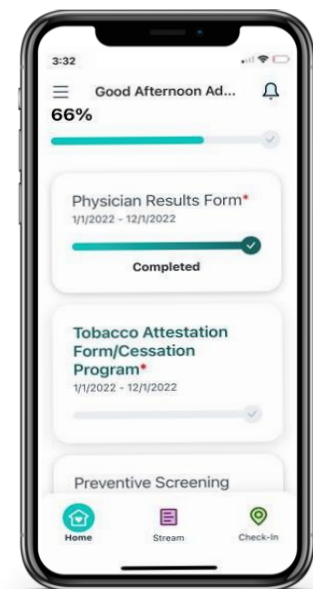 3:32
Good Afternoon Ad...
66%
Physician Results Form*
1/1/2022 - 12/1/2022
Completed
Tobacco Attestation
Form/Cessation
Program*
1/1/2022 - 12/1/2022
Preventive Screening
Home Stream Check-In